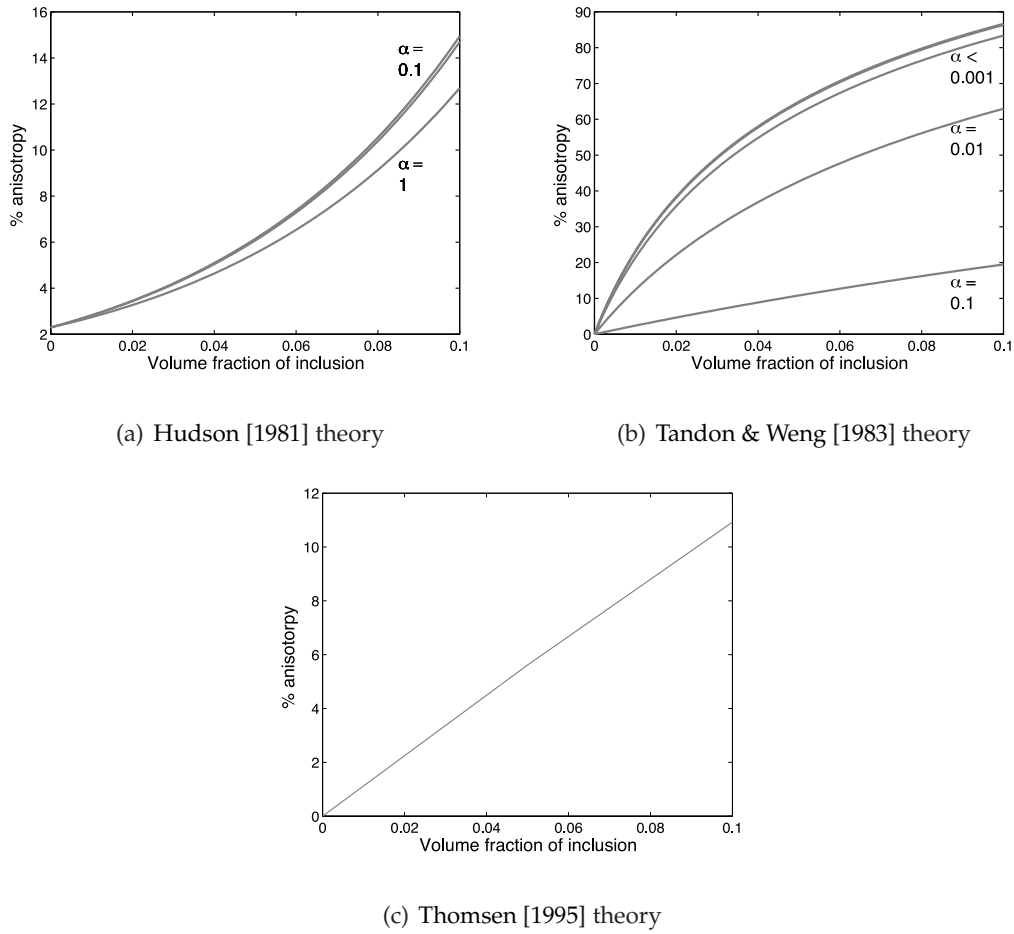 16
14
12
10
8
6
4
2
% anisotropy
α =
0.1
α =
1
0 0.02 0.04 0.06 0.08 0.1
Volume fraction of inclusion
(a) Hudson [1981] theory
90
80
70
60
50
40
30
20
10
0
% anisotropy
α <
0.001
α =
0.01
α =
0.1
0 0.02 0.04 0.06 0.08 0.1
Volume fraction of inclusion
(b) Tandon & Weng [1983] theory
12
10
8
6
4
2
0
% anisotorpy
0 0.02 0.04 0.06 0.08 0.1
Volume fraction of inclusion
(c) Thomsen [1995] theory